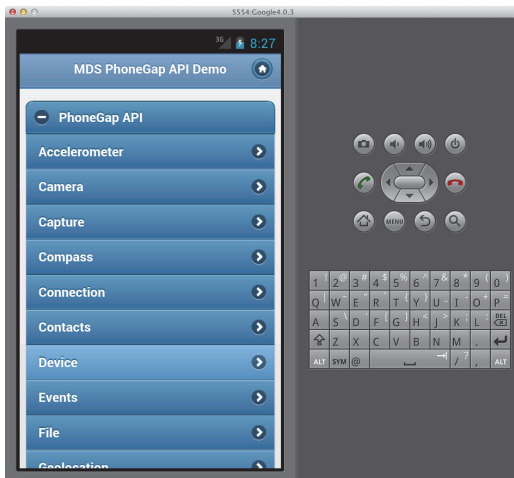 5554:Google4.0.3
3G 8:27
MDS PhoneGap API Demo
PhoneGap API
Accelerometer
Camera
Capture
Compass
Connection
Contacts
Device
Events
File
Geolocation
MENU
1 ! 2 @ 3 # 4 $ 5 % 6 ^ 7 & 8 * 9 ( 0 )
Q | W ~ E " R ` T { Y } U _ I - O + P =
A S \ D ' F [ G ] H < J > K ; L : DEL
Z X C V B N M .
ALT SYM @ / ? , ALT